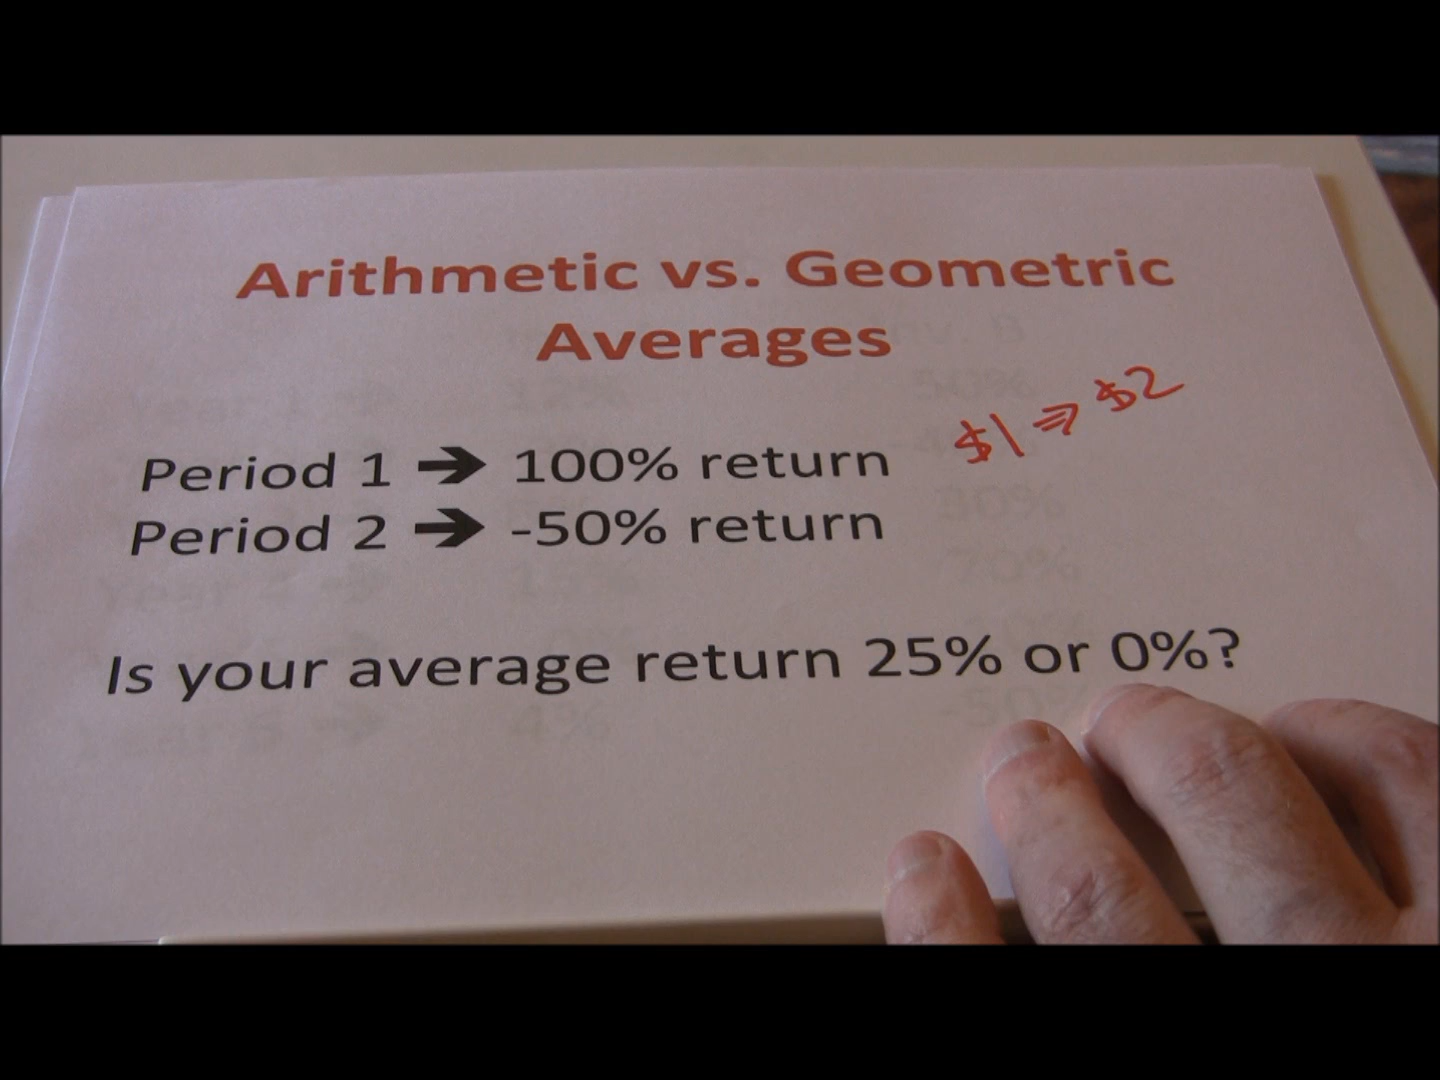 Arithmetic vs. Geometric
Averages
$1 ⇒ $2
Period 1 ➔ 100% return
Period 2 ➔ -50% return
Is your average return 25% or 0%?